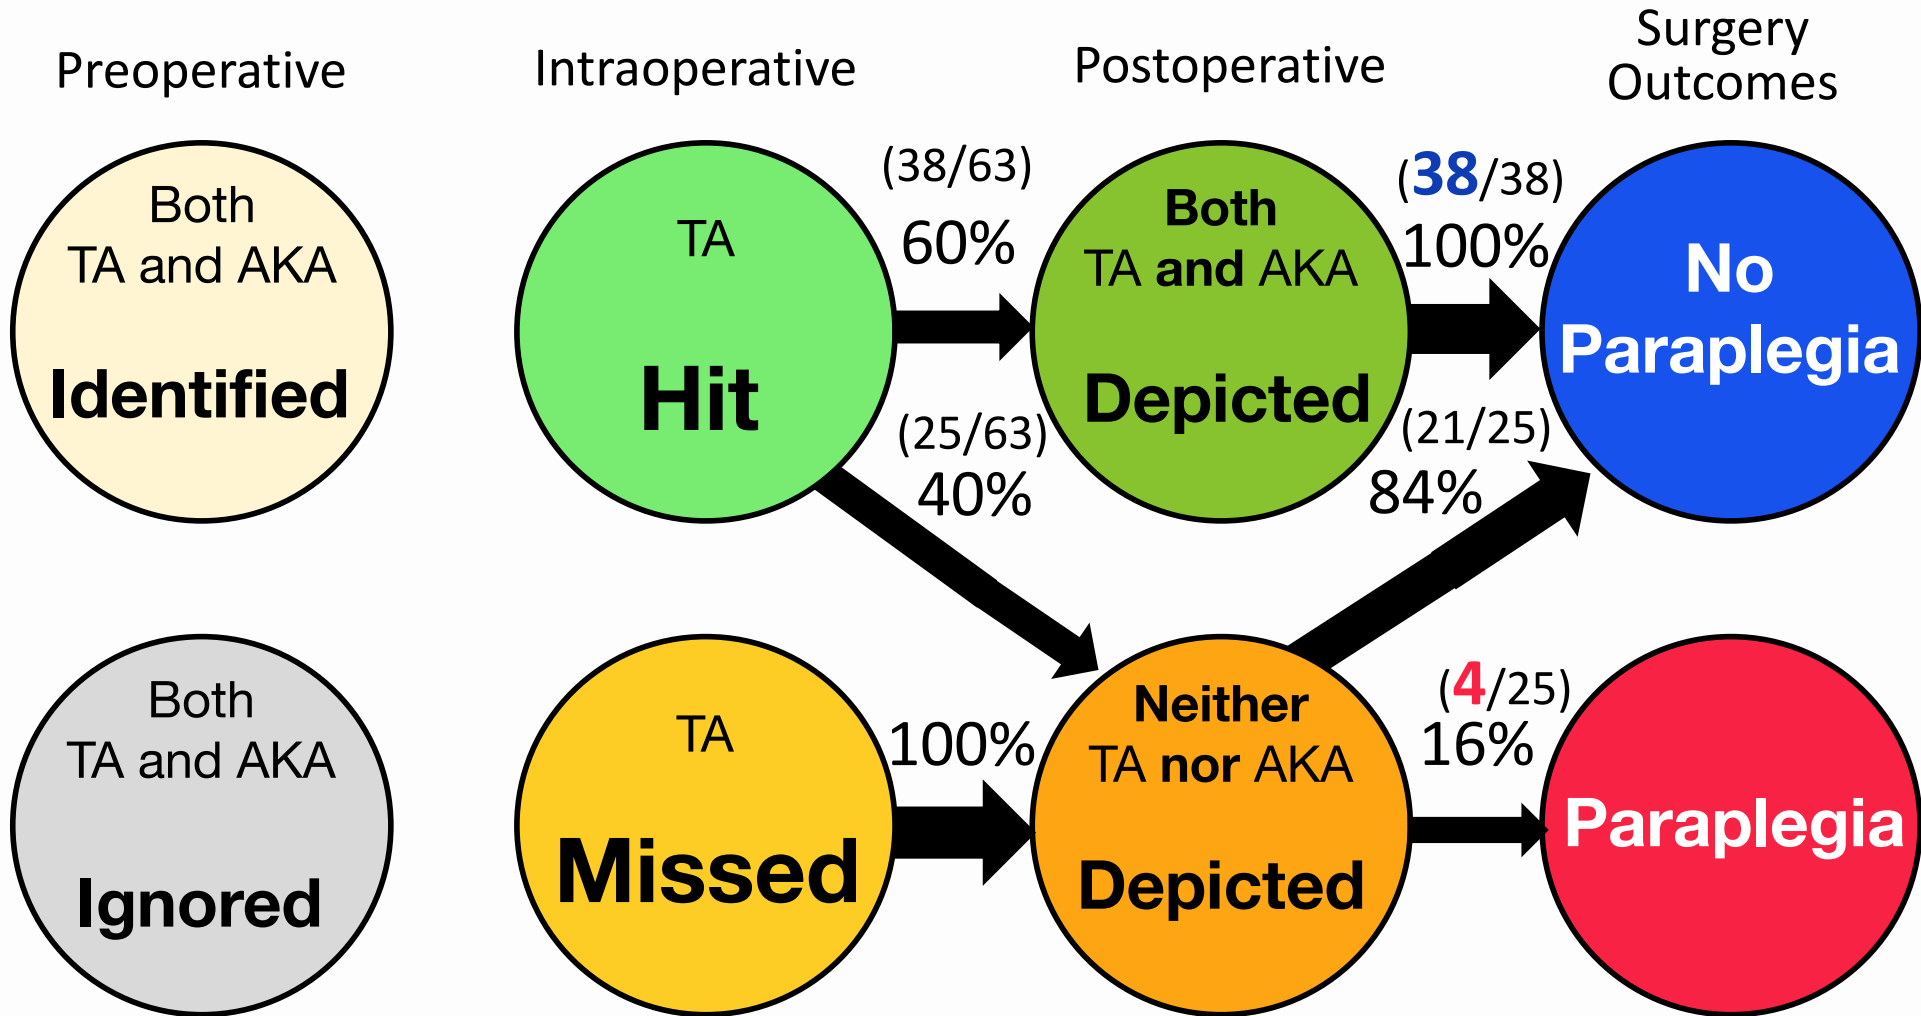 Preoperative
Intraoperative
Postoperative
Surgery
Outcomes
Both
TA and AKA
Identified
TA
Hit
(38/63)
60%
(25/63)
40%
Both
TA and AKA
Depicted
(38/38)
100%
(21/25)
84%
No
Paraplegia
Both
TA and AKA
Ignored
TA
Missed
100%
Neither
TA nor AKA
Depicted
(4/25)
16%
Paraplegia